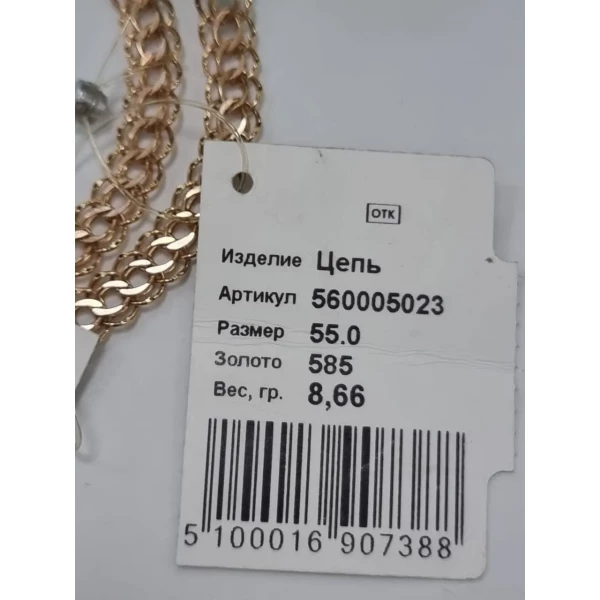 ОТК
Изделие Цепь
Артикул 560005023
Размер 55.0
Золото 585
Вес, гр. 8,66
5 100016 907388